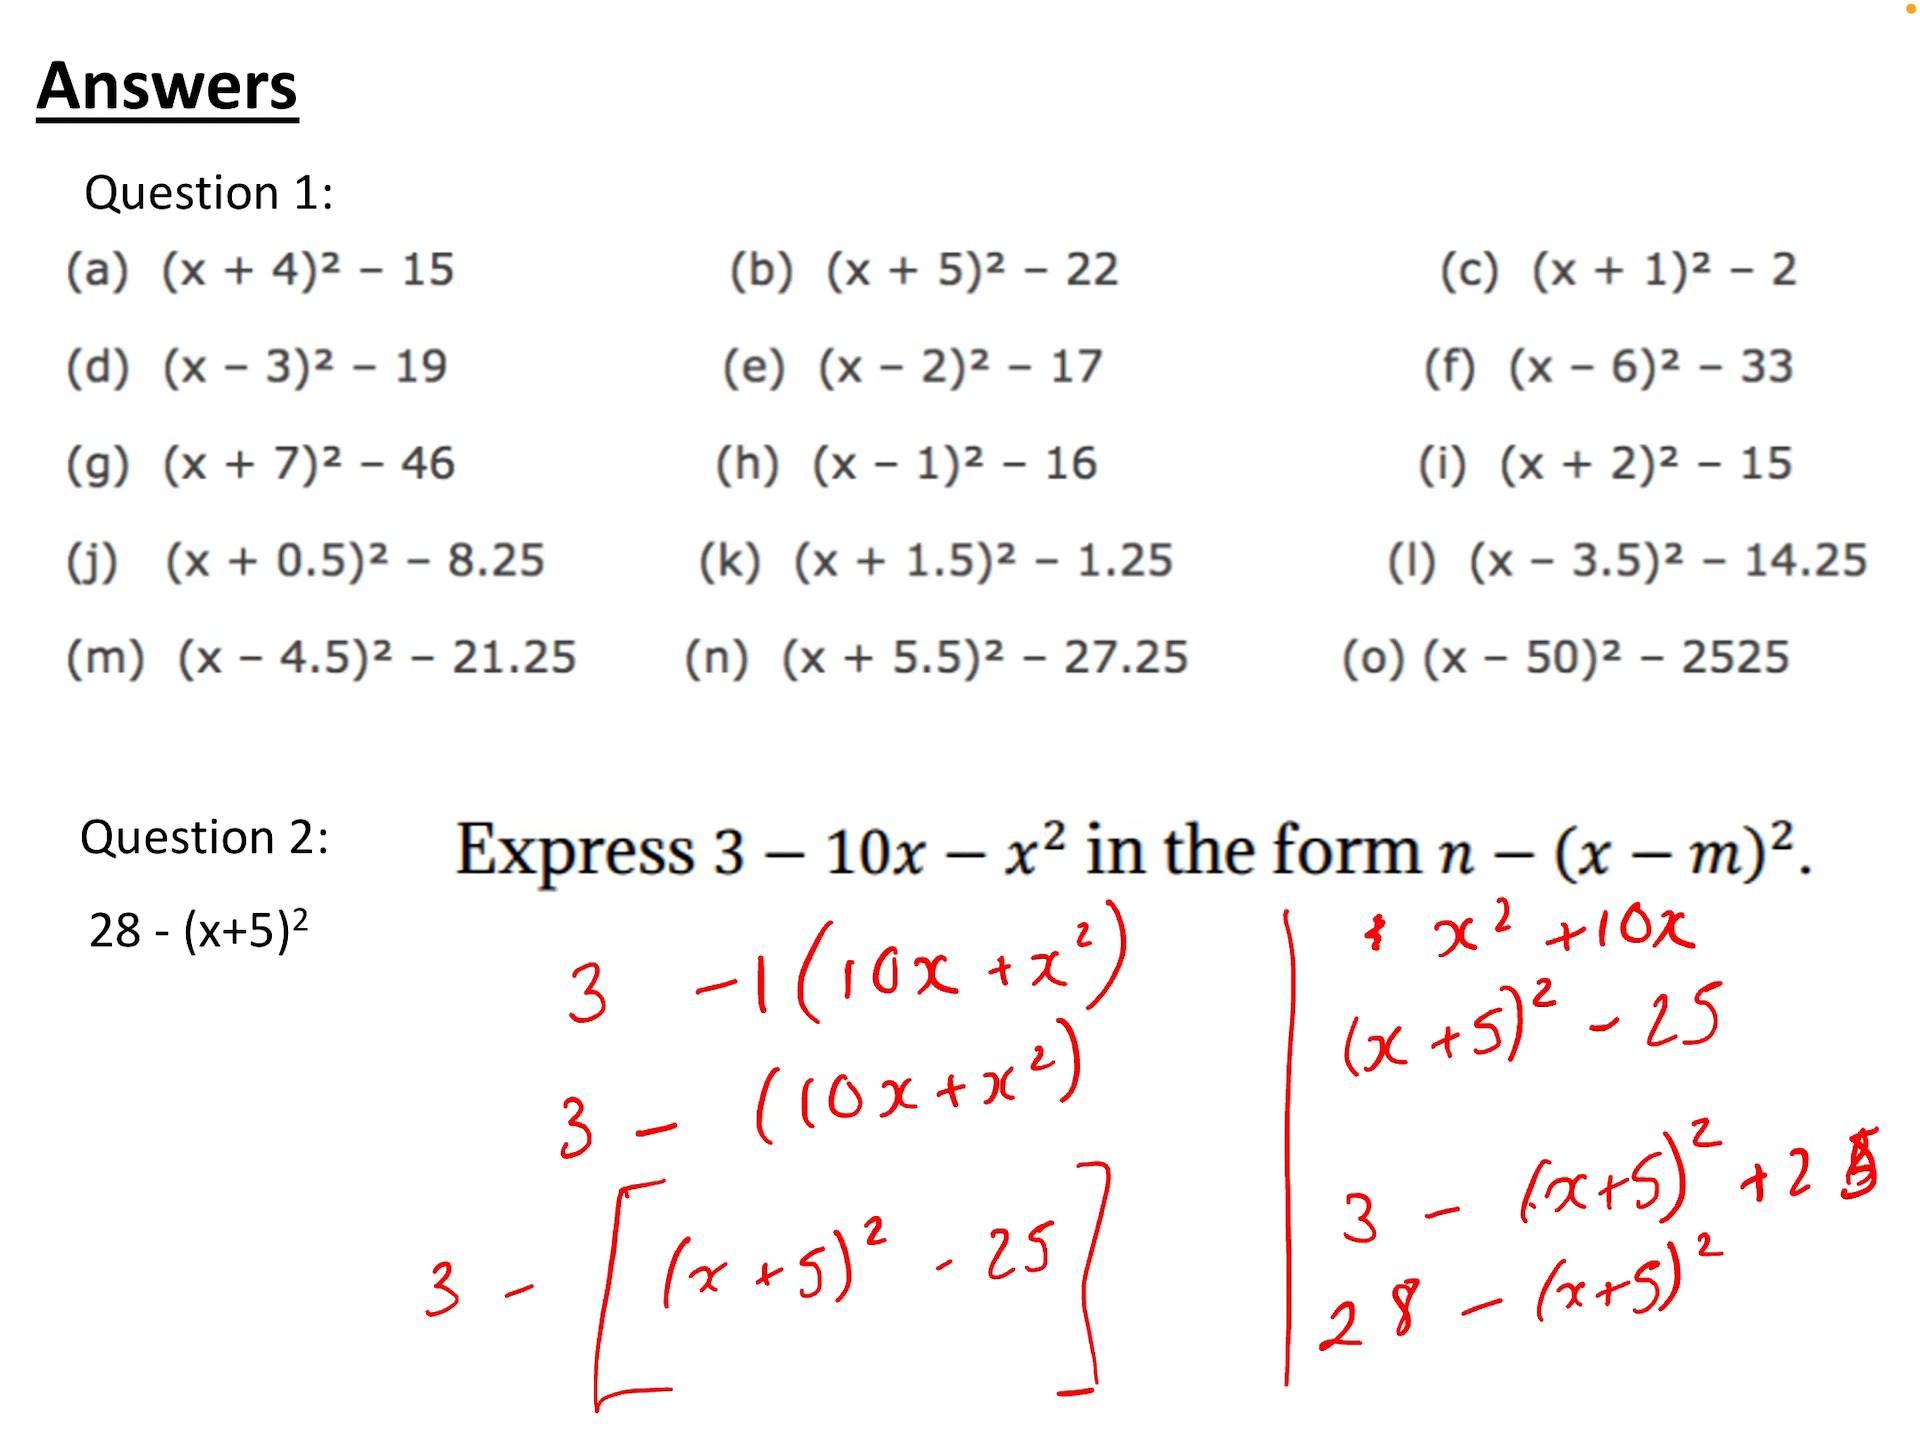 Answers
Question 1:
(a) (x + 4)² – 15 (b) (x + 5)² – 22 (c) (x + 1)² – 2
(d) (x – 3)² – 19 (e) (x – 2)² – 17 (f) (x – 6)² – 33
(g) (x + 7)² – 46 (h) (x – 1)² – 16 (i) (x + 2)² – 15
(j) (x + 0.5)² – 8.25 (k) (x + 1.5)² – 1.25 (l) (x – 3.5)² – 14.25
(m) (x – 4.5)² – 21.25 (n) (x + 5.5)² – 27.25 (o) (x – 50)² – 2525
Question 2:
Express 3 – 10x – x² in the form n – (x – m)².
28 - (x+5)²
3 -1(10x + x²)
3 - (10x + x²)
3 - [(x + 5)² - 25]
x² + 10x
(x + 5)² - 25
3 - (x+5)² + 25
28 - (x+5)²